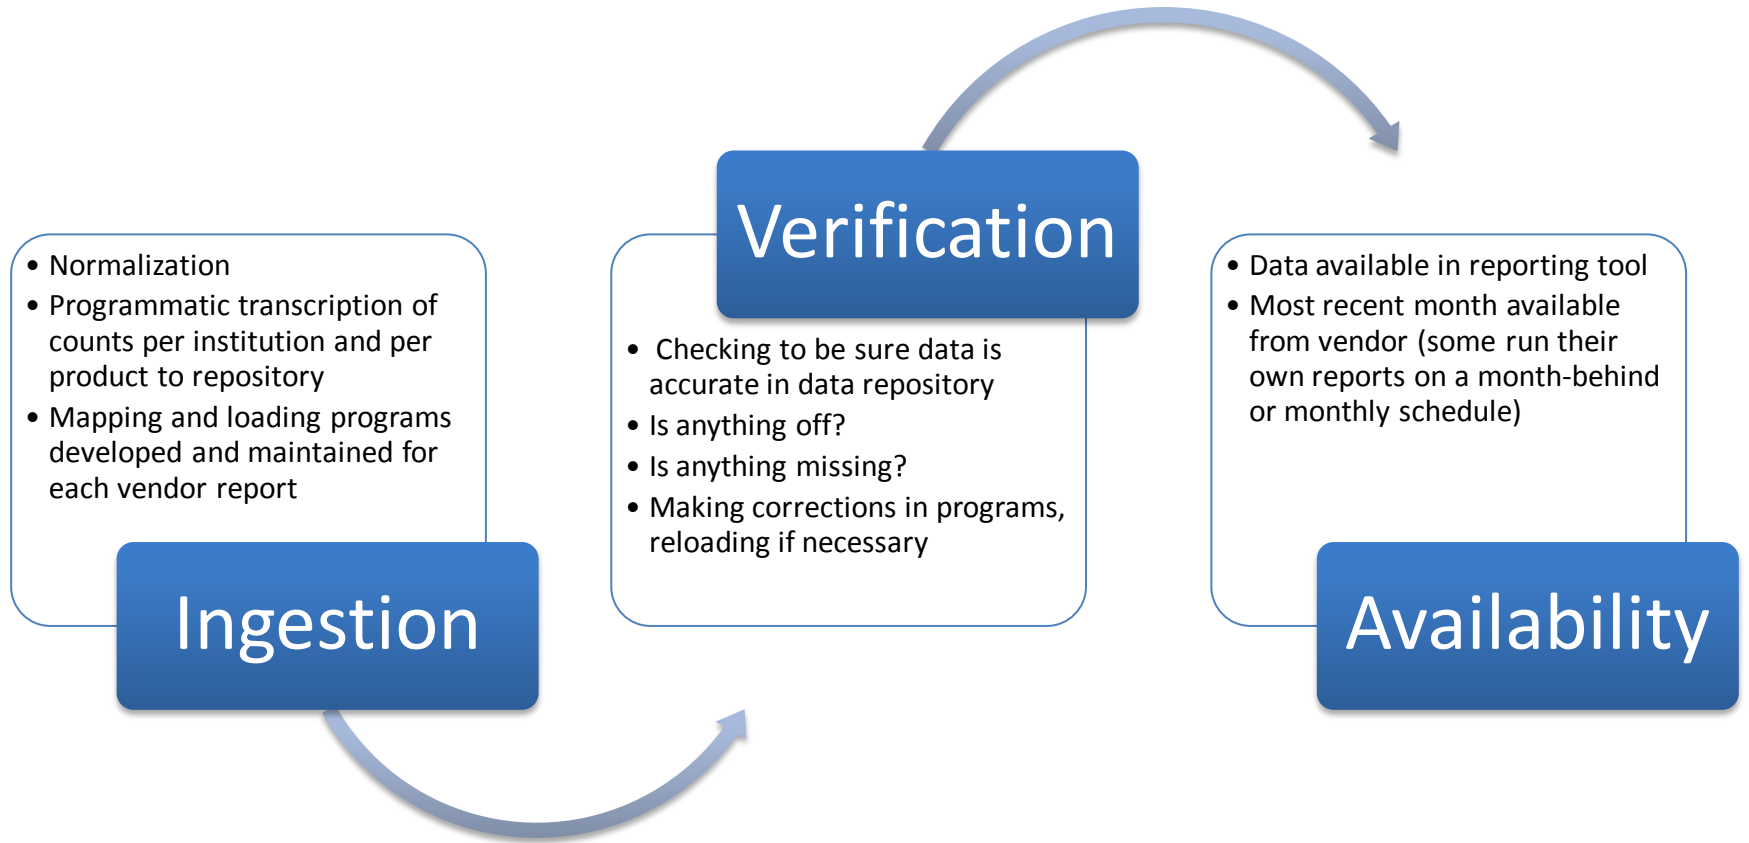 • Normalization
• Programmatic transcription of
counts per institution and per
product to repository
• Mapping and loading programs
developed and maintained for
each vendor report
Ingestion
Verification
• Checking to be sure data is
accurate in data repository
• Is anything off?
• Is anything missing?
• Making corrections in programs,
reloading if necessary
• Data available in reporting tool
• Most recent month available
from vendor (some run their
own reports on a month-behind
or monthly schedule)
Availability